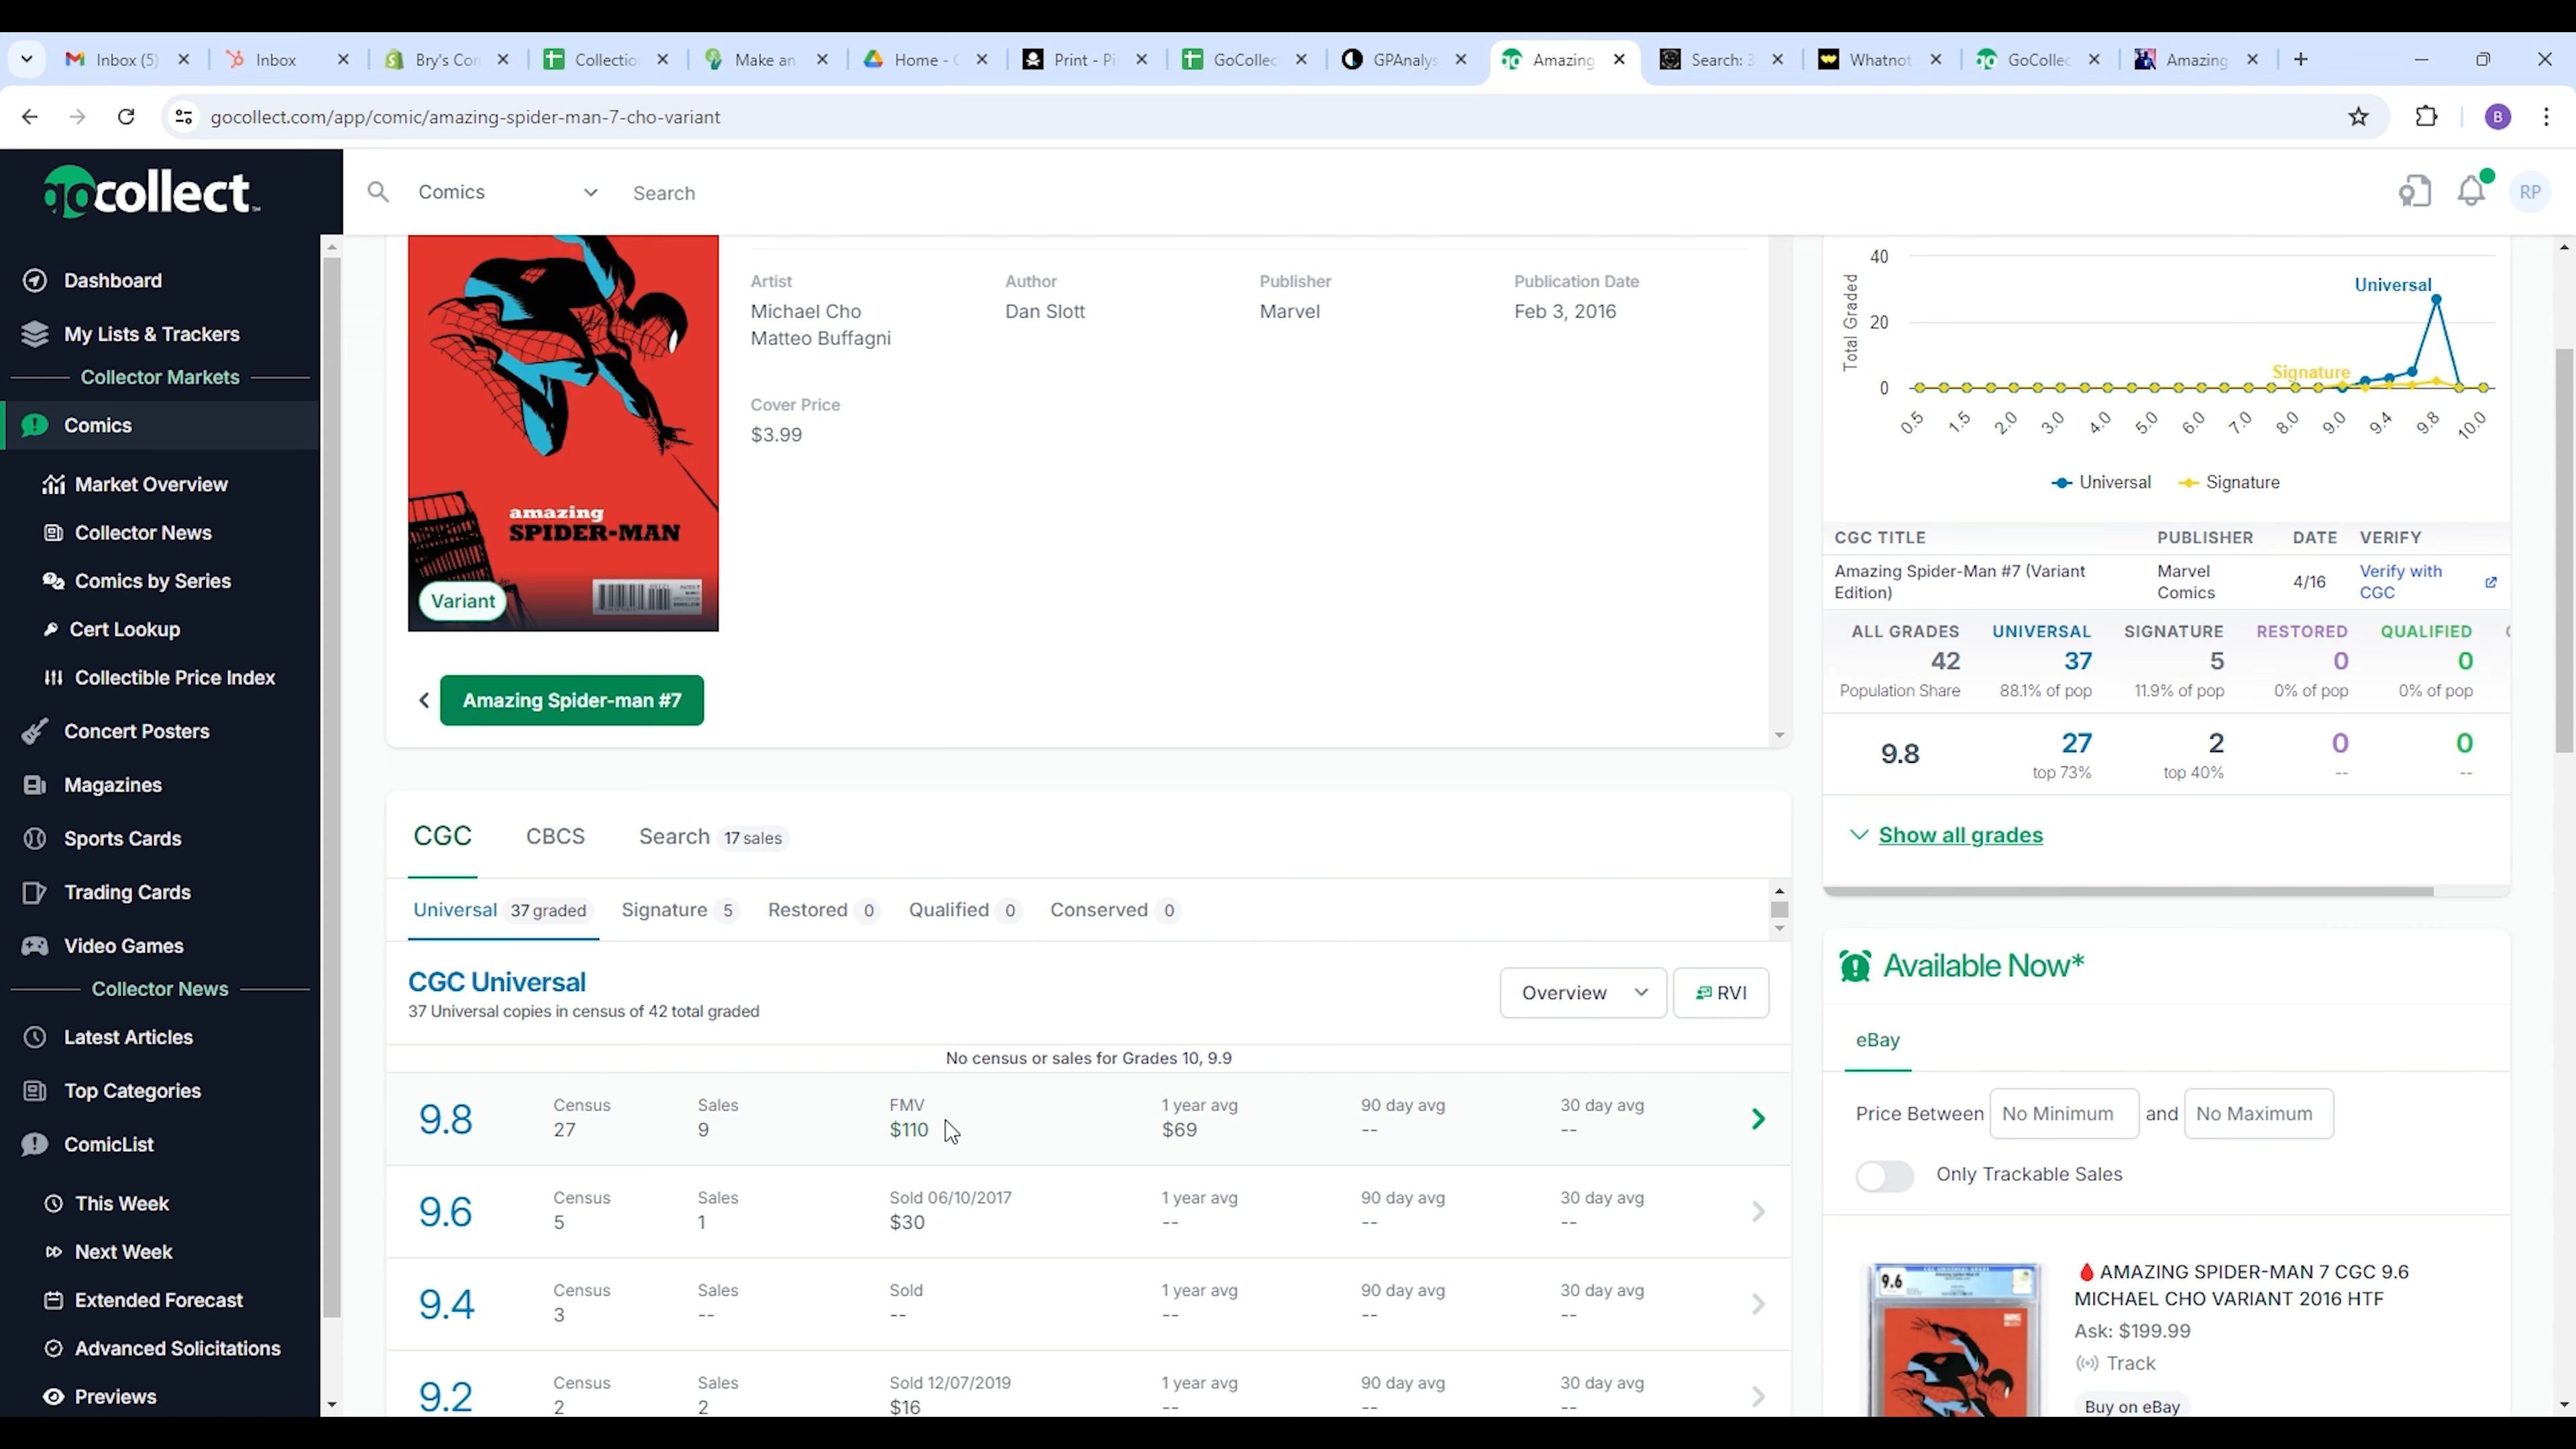 Inbox (5)
Inbox
Bry's Co
Collectio
Make an
Home -
Print - Pi
GoCollec
GPAnalys
Amazing
Search: 3
Whatnot
GoCollec
Amazing
gocollect.com/app/comic/amazing-spider-man-7-cho-variant
B
gocollect
Comics
Search
RP
Dashboard
My Lists & Trackers
Collector Markets
Comics
Market Overview
Collector News
Comics by Series
Cert Lookup
Collectible Price Index
Concert Posters
Magazines
Sports Cards
Trading Cards
Video Games
Collector News
Latest Articles
Top Categories
ComicList
This Week
Next Week
Extended Forecast
Advanced Solicitations
Previews
amazing
SPIDER-MAN
Variant
Artist
Michael Cho
Matteo Buffagni
Author
Dan Slott
Publisher
Marvel
Publication Date
Feb 3, 2016
Cover Price
$3.99
Amazing Spider-man #7
CGC CBCS Search 17 sales
Universal 37 graded Signature 5 Restored 0 Qualified 0 Conserved 0
CGC Universal
37 Universal copies in census of 42 total graded
Overview RVI
No census or sales for Grades 10, 9.9
9.8
Census Sales FMV 1 year avg 90 day avg 30 day avg
27 9 $110 $69 -- --
9.6
Census Sales Sold 06/10/2017 1 year avg 90 day avg 30 day avg
5 1 $30 -- -- --
9.4
Census Sales Sold 1 year avg 90 day avg 30 day avg
3 -- -- -- -- --
9.2
Census Sales Sold 12/07/2019 1 year avg 90 day avg 30 day avg
2 2 $16 -- -- --
Total Graded
40
20
0
Universal
Signature
0.5 1.5 2.0 3.0 4.0 5.0 6.0 7.0 8.0 9.0 9.4 9.8 10.0
Universal Signature
CGC TITLE PUBLISHER DATE VERIFY
Amazing Spider-Man #7 (Variant
Edition)
Marvel
Comics
4/16
Verify with
CGC
ALL GRADES UNIVERSAL SIGNATURE RESTORED QUALIFIED
42 37 5 0 0
Population Share 88.1% of pop 11.9% of pop 0% of pop 0% of pop
9.8 27 2 0 0
top 73% top 40% -- --
Show all grades
Available Now*
eBay
Price Between No Minimum and No Maximum
Only Trackable Sales
9.6
AMAZING SPIDER-MAN 7 CGC 9.6
MICHAEL CHO VARIANT 2016 HTF
Ask: $199.99
Track
Buy on eBay